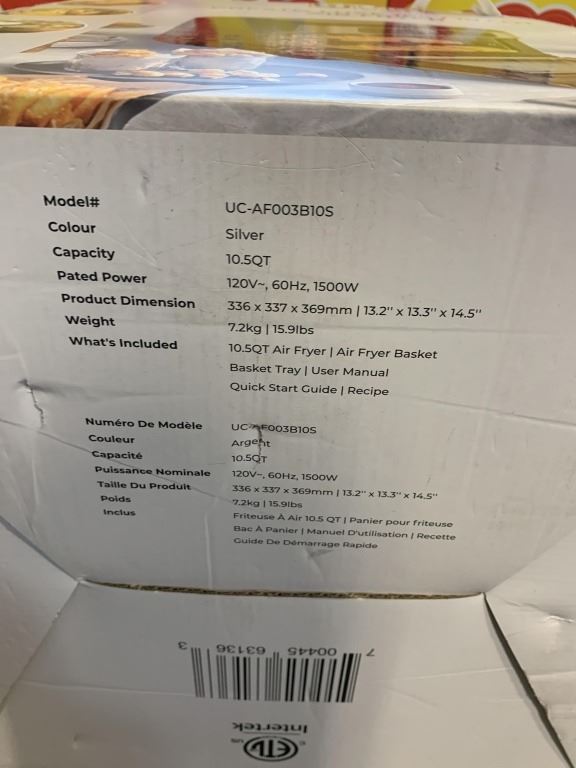 Model# UC-AF003B10S
Colour Silver
Capacity 10.5QT
Pated Power 120V~, 60Hz, 1500W
Product Dimension 336 x 337 x 369mm | 13.2" x 13.3" x 14.5"
Weight 7.2kg | 15.9lbs
What's Included 10.5QT Air Fryer | Air Fryer Basket
Basket Tray | User Manual
Quick Start Guide | Recipe
Numéro De Modèle UC-AF003B10S
Couleur Argent
Capacité 10.5QT
Puissance Nominale 120V~, 60Hz, 1500W
Taille Du Produit 336 x 337 x 369mm | 13.2" x 13.3" x 14.5"
Poids 7.2kg | 15.9lbs
Inclus Friteuse À Air 10.5 QT | Panier pour friteuse
Bac À Panier | Manuel D'utilisation | Recette
Guide De Démarrage Rapide
7 00445 63136 3
Intertek
C ETL US